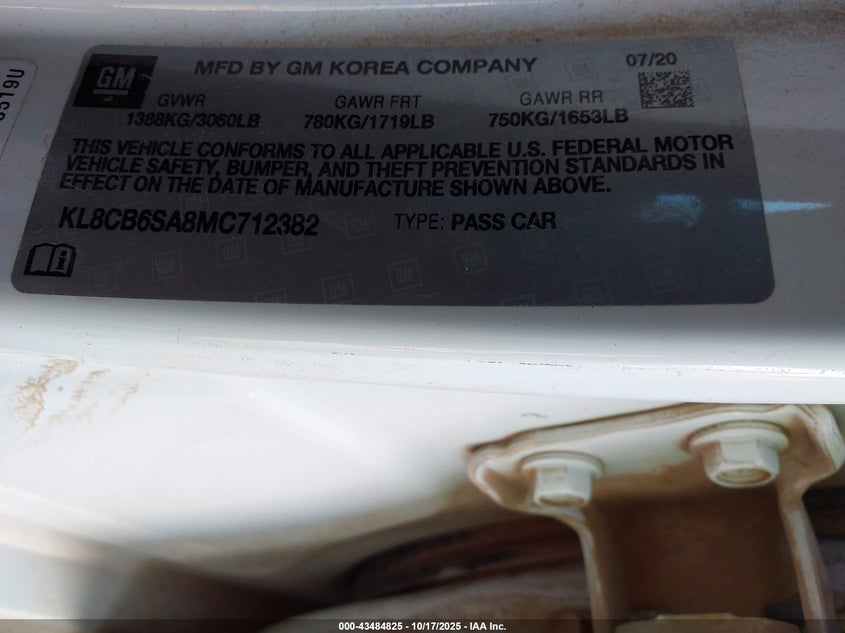 GM
MFD BY GM KOREA COMPANY
07/20
GVWR GAWR FRT GAWR RR
1388KG/3060LB 780KG/1719LB 750KG/1653LB
THIS VEHICLE CONFORMS TO ALL APPLICABLE U.S. FEDERAL MOTOR
VEHICLE SAFETY, BUMPER, AND THEFT PREVENTION STANDARDS IN
EFFECT ON THE DATE OF MANUFACTURE SHOWN ABOVE.
KL8CB6SA8MC712382 TYPE: PASS CAR
000-43484825 - 10/17/2025 - IAA Inc.